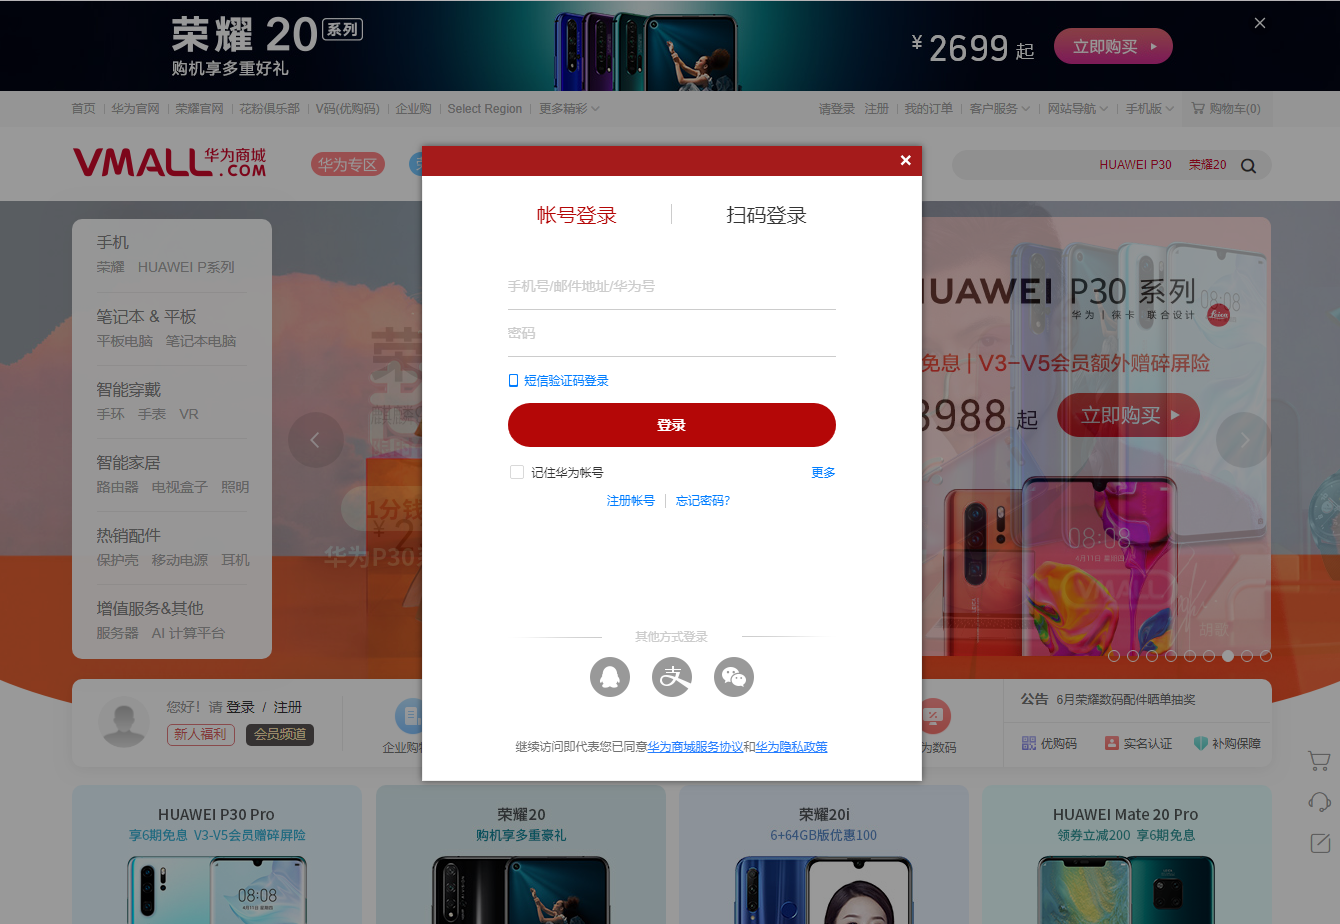 荣耀 20 系列
购机享多重好礼
¥ 2699 起 立即购买
首页 华为官网 荣耀官网 花粉俱乐部 V码(优购码) 企业购 Select Region 更多精彩 请登录 注册 我的订单 客户服务 网站导航 手机版 购物车(0)
VMALL 华为商城 .COM 华为专区 HUAWEI P30 荣耀20
帐号登录 扫码登录
手机号/邮件地址/华为号
密码
短信验证码登录
登录
记住华为帐号 更多
注册帐号 忘记密码?
其他方式登录
继续访问即代表您已同意华为商城服务协议和华为隐私政策
手机
荣耀 HUAWEI P系列
笔记本 & 平板
平板电脑 笔记本电脑
智能穿戴
手环 手表 VR
智能家居
路由器 电视盒子 照明
热销配件
保护壳 移动电源 耳机
增值服务&其他
服务器 AI 计算平台
1分钱
华为P30
HUAWEI P30 系列
华为 | 徕卡 联合设计
免息 | V3-V5会员额外赠碎屏险
3988 起 立即购买
08:08
您好！请 登录 / 注册
新人福利 会员频道
企业购
为数码
公告 6月荣耀数码配件晒单抽奖
优购码 实名认证 补购保障
HUAWEI P30 Pro
享6期免息 V3-V5会员赠碎屏险
08:08
荣耀20
购机享多重豪礼
荣耀20i
6+64GB版优惠100
HUAWEI Mate 20 Pro
领券立减200 享6期免息